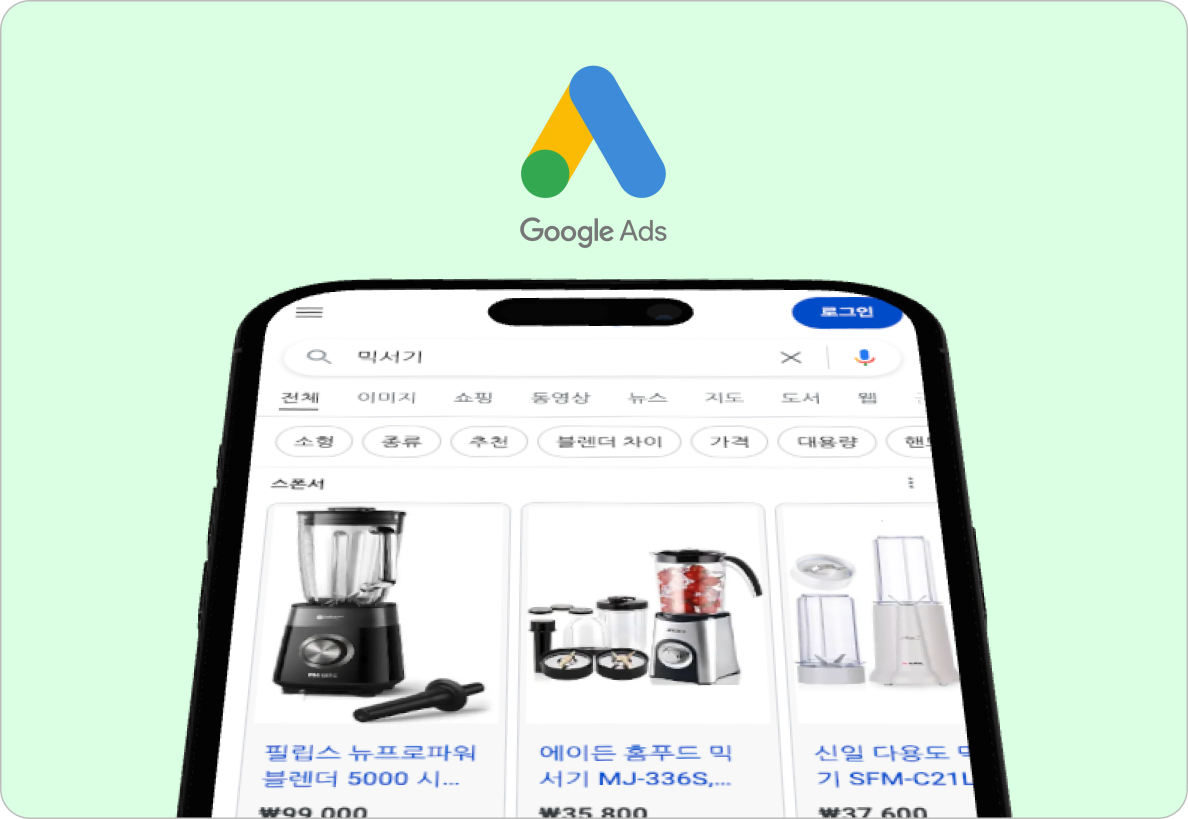 Google Ads
로그인
믹서기
전체 이미지 쇼핑 동영상 뉴스 지도 도서 웹
소형 종류 추천 블렌더 차이 가격 대용량
스폰서
필립스 뉴프로파워
블렌더 5000 시...
₩99,000
에이든 홈푸드 믹
서기 MJ-336S,...
₩35,800
신일 다용도
기 SFM-C21L
₩37,600